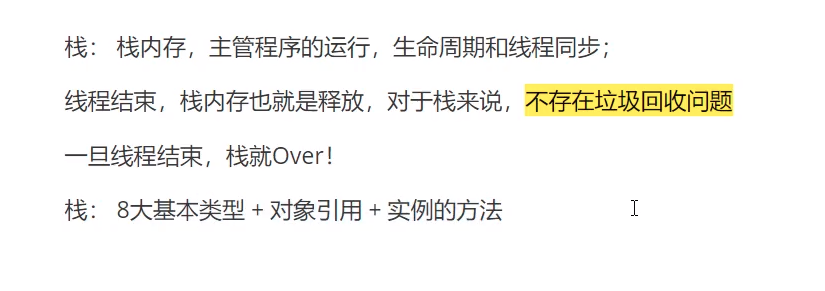 栈： 栈内存，主管程序的运行，生命周期和线程同步；
线程结束，栈内存也就是释放，对于栈来说，不存在垃圾回收问题
一旦线程结束，栈就Over！
栈： 8大基本类型 + 对象引用 + 实例的方法